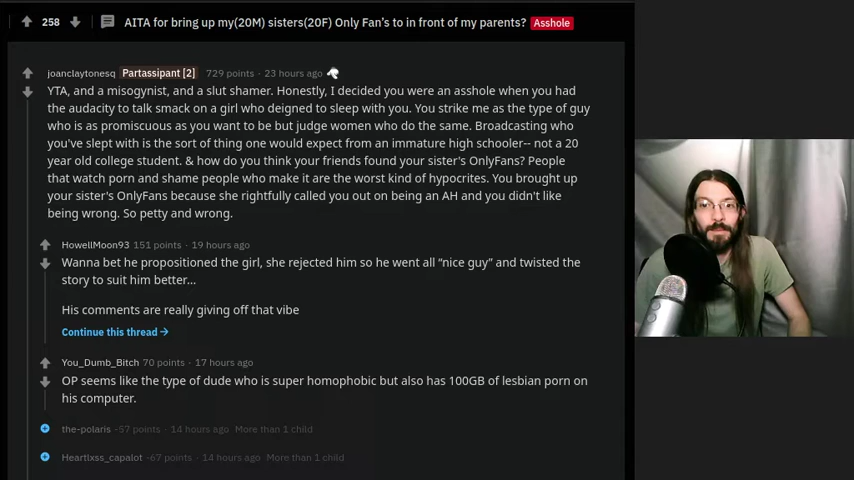 258 AITA for bring up my(20M) sisters(20F) Only Fan's to in front of my parents? Asshole
joanclaytonesq Partassipant [2] 729 points · 23 hours ago
YTA, and a misogynist, and a slut shamer. Honestly, I decided you were an asshole when you had
the audacity to talk smack on a girl who deigned to sleep with you. You strike me as the type of guy
who is as promiscuous as you want to be but judge women who do the same. Broadcasting who
you've slept with is the sort of thing one would expect from an immature high schooler-- not a 20
year old college student. & how do you think your friends found your sister's OnlyFans? People
that watch porn and shame people who make it are the worst kind of hypocrites. You brought up
your sister's OnlyFans because she rightfully called you out on being an AH and you didn't like
being wrong. So petty and wrong.
HowellMoon93 151 points · 19 hours ago
Wanna bet he propositioned the girl, she rejected him so he went all “nice guy” and twisted the
story to suit him better...
His comments are really giving off that vibe
Continue this thread →
You_Dumb_Bitch 70 points · 17 hours ago
OP seems like the type of dude who is super homophobic but also has 100GB of lesbian porn on
his computer.
the-polaris -57 points · 14 hours ago More than 1 child
Heartlxss_capalot -67 points · 14 hours ago More than 1 child